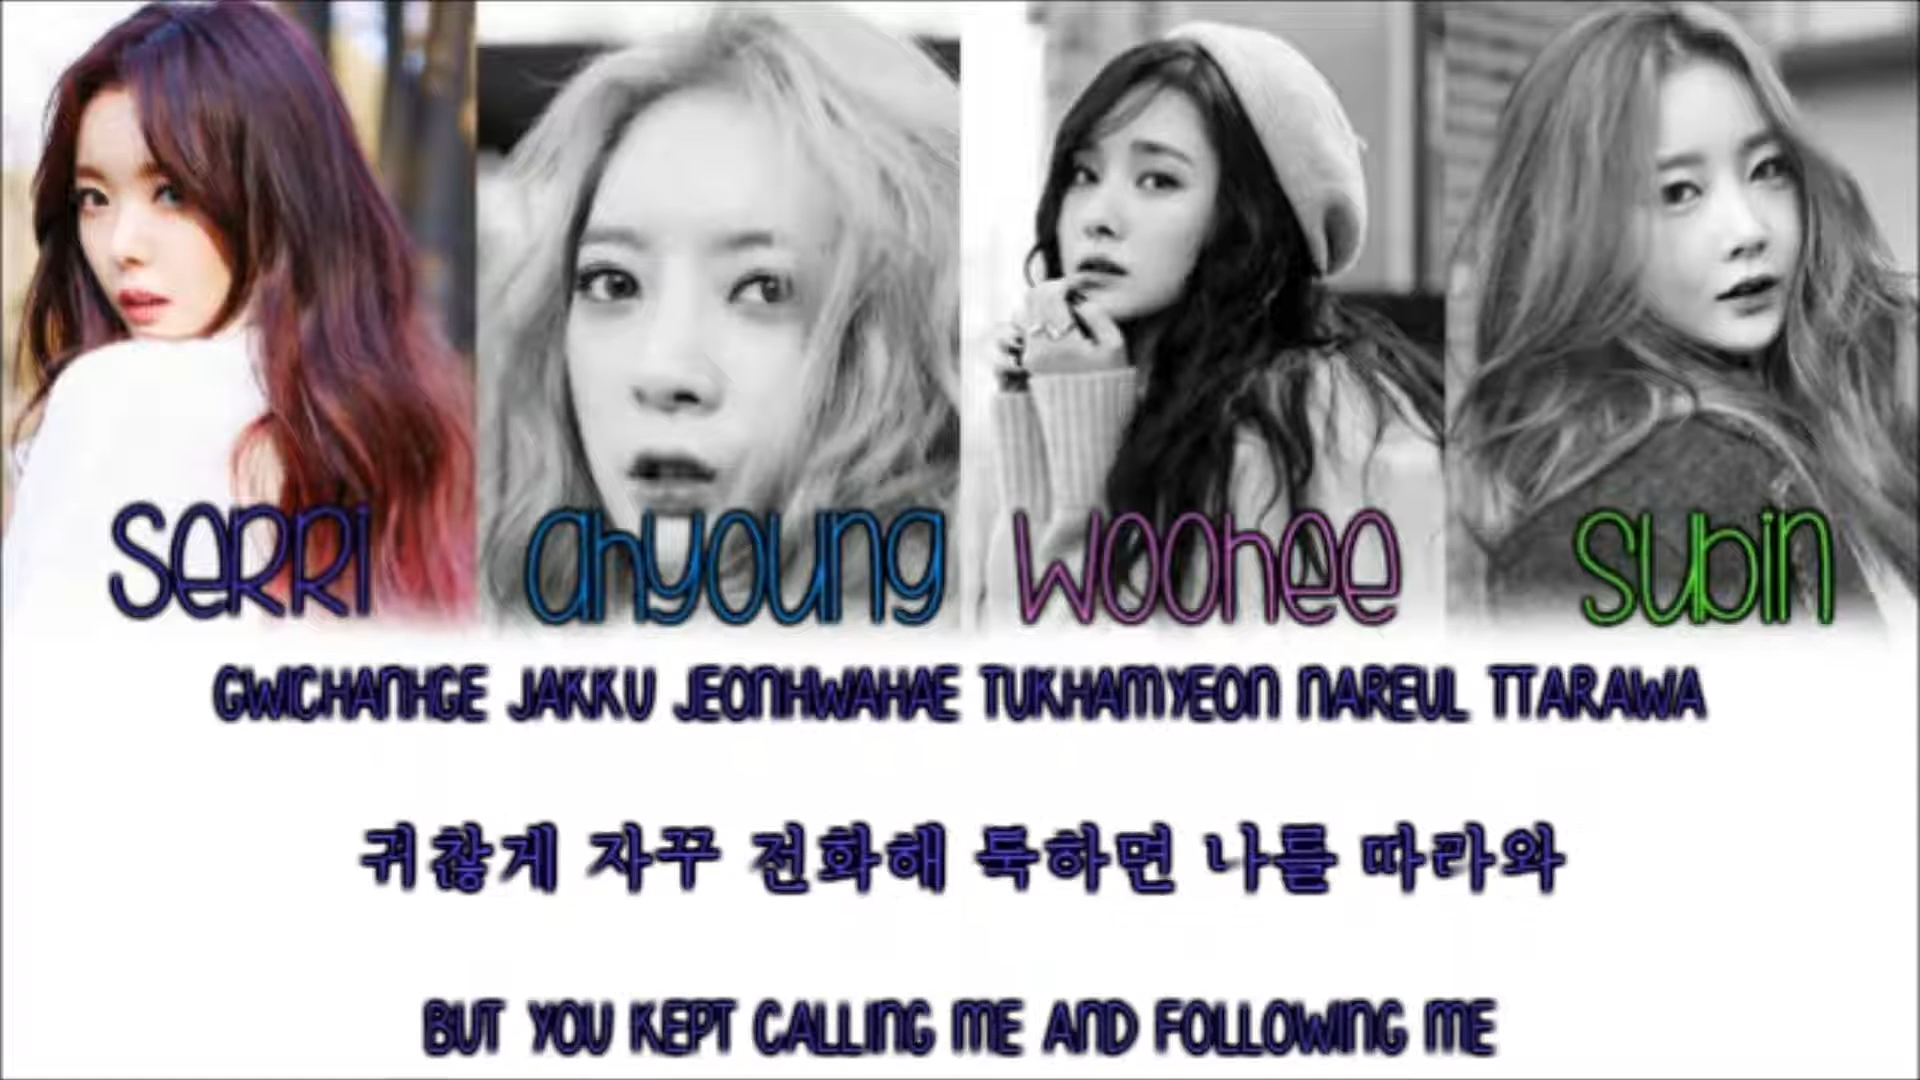 SERRI
ahyoung
woohee
subin
GWICHANHGE JAKKU JEONHWAHAE TUKHAMYEON NAREUL TTARAWA
귀찮게 자꾸 전화해 툭하면 나를 따라와
BUT YOU KEPT CALLING ME AND FOLLOWING ME